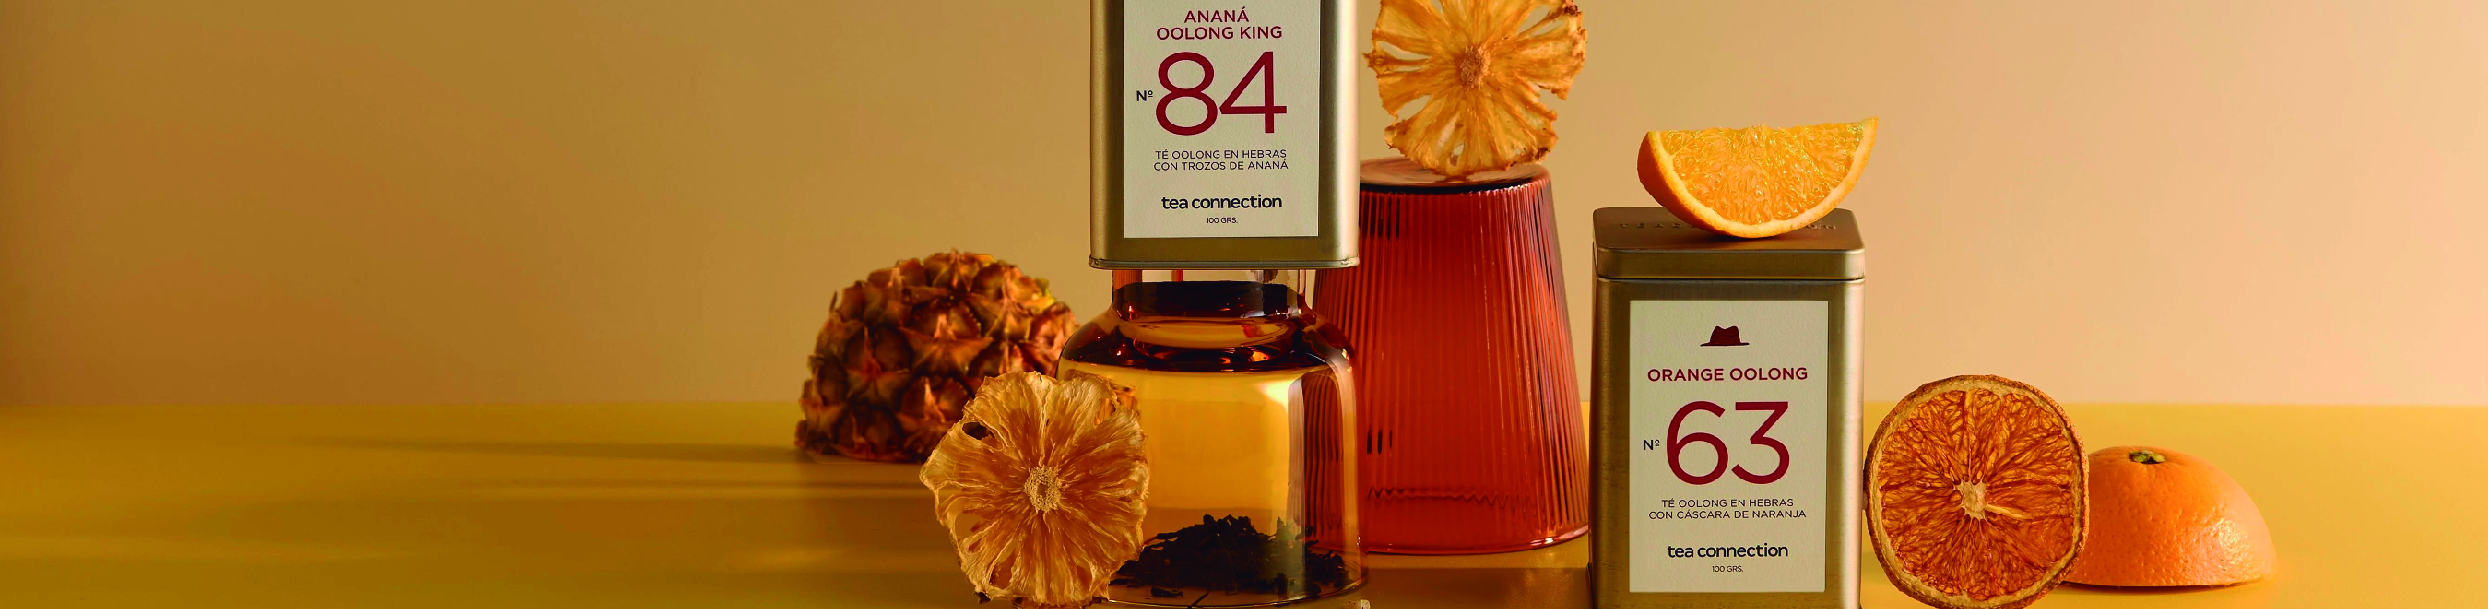 ANANÁ
OOLONG KING
Nº 84
TÉ OOLONG EN HEBRAS
CON TROZOS DE ANANÁ
tea connection
100 GRS.
ORANGE OOLONG
Nº 63
TÉ OOLONG EN HEBRAS
CON CÁSCARA DE NARANJA
tea connection
100 GRS.